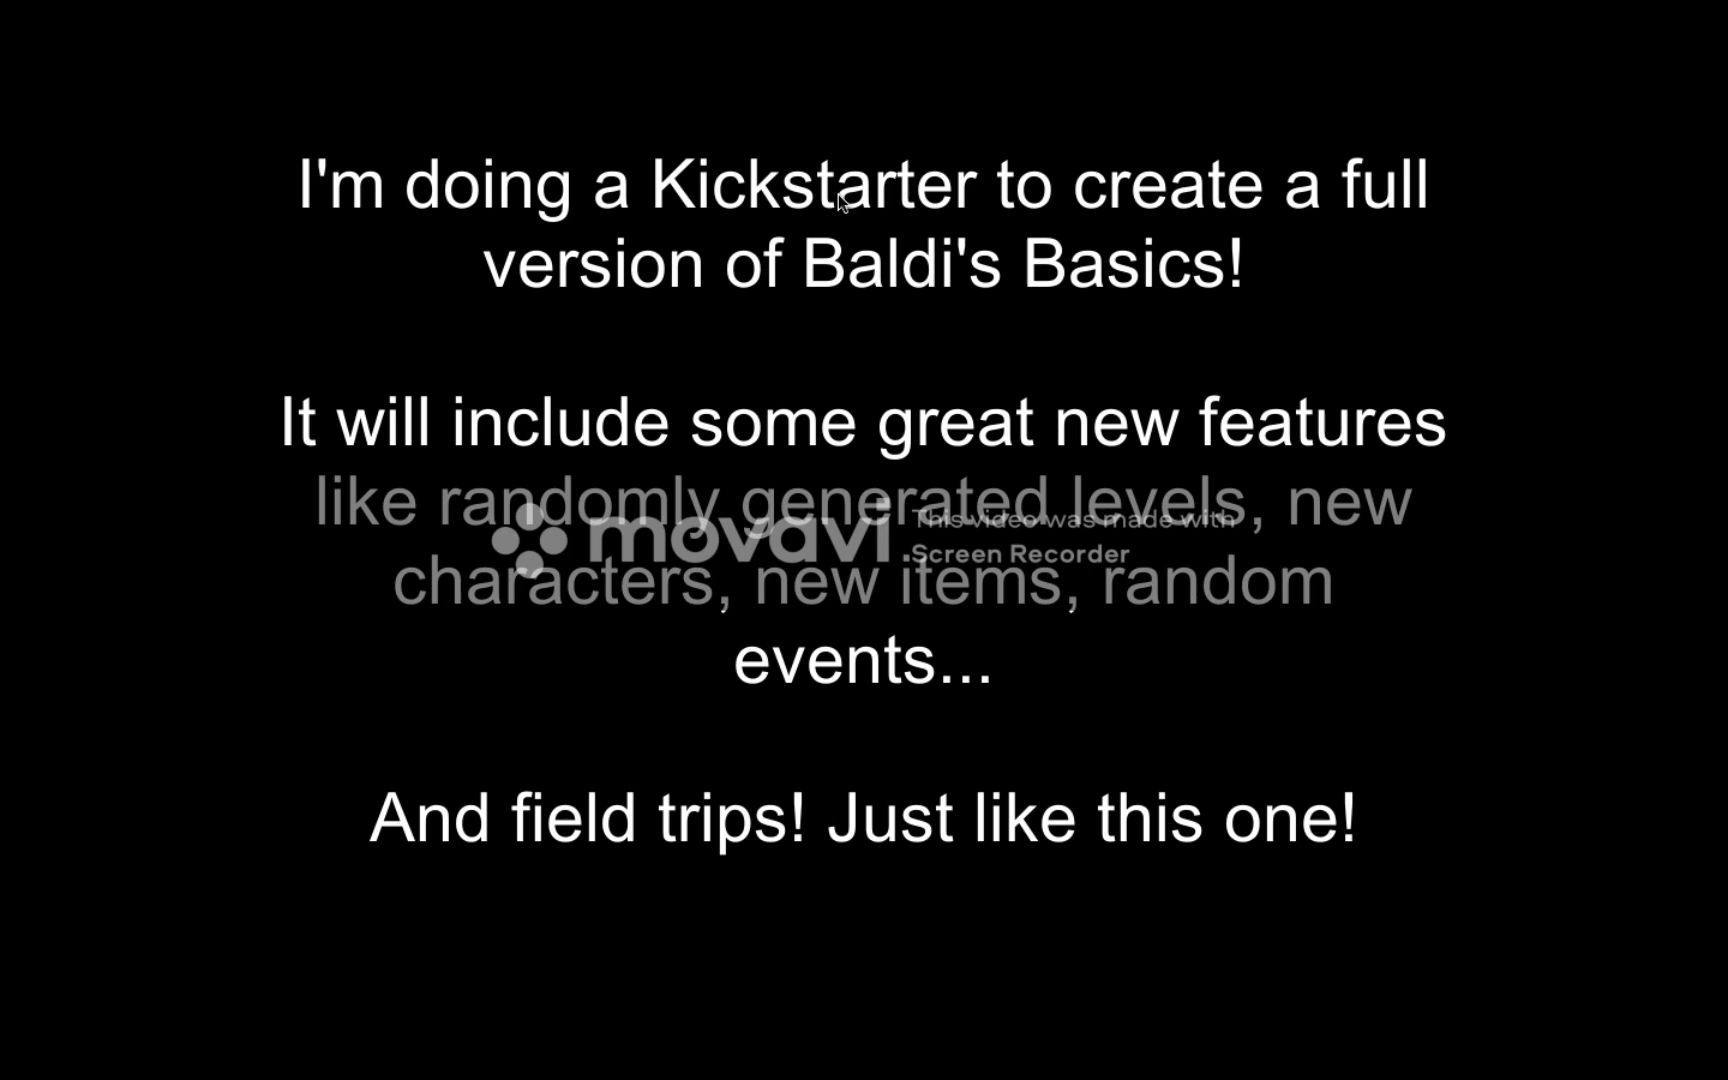 I'm doing a Kickstarter to create a full
version of Baldi's Basics!
It will include some great new features
like randomly generated levels, new
movavi This video was made with
Screen Recorder
characters, new items, random
events...
And field trips! Just like this one!